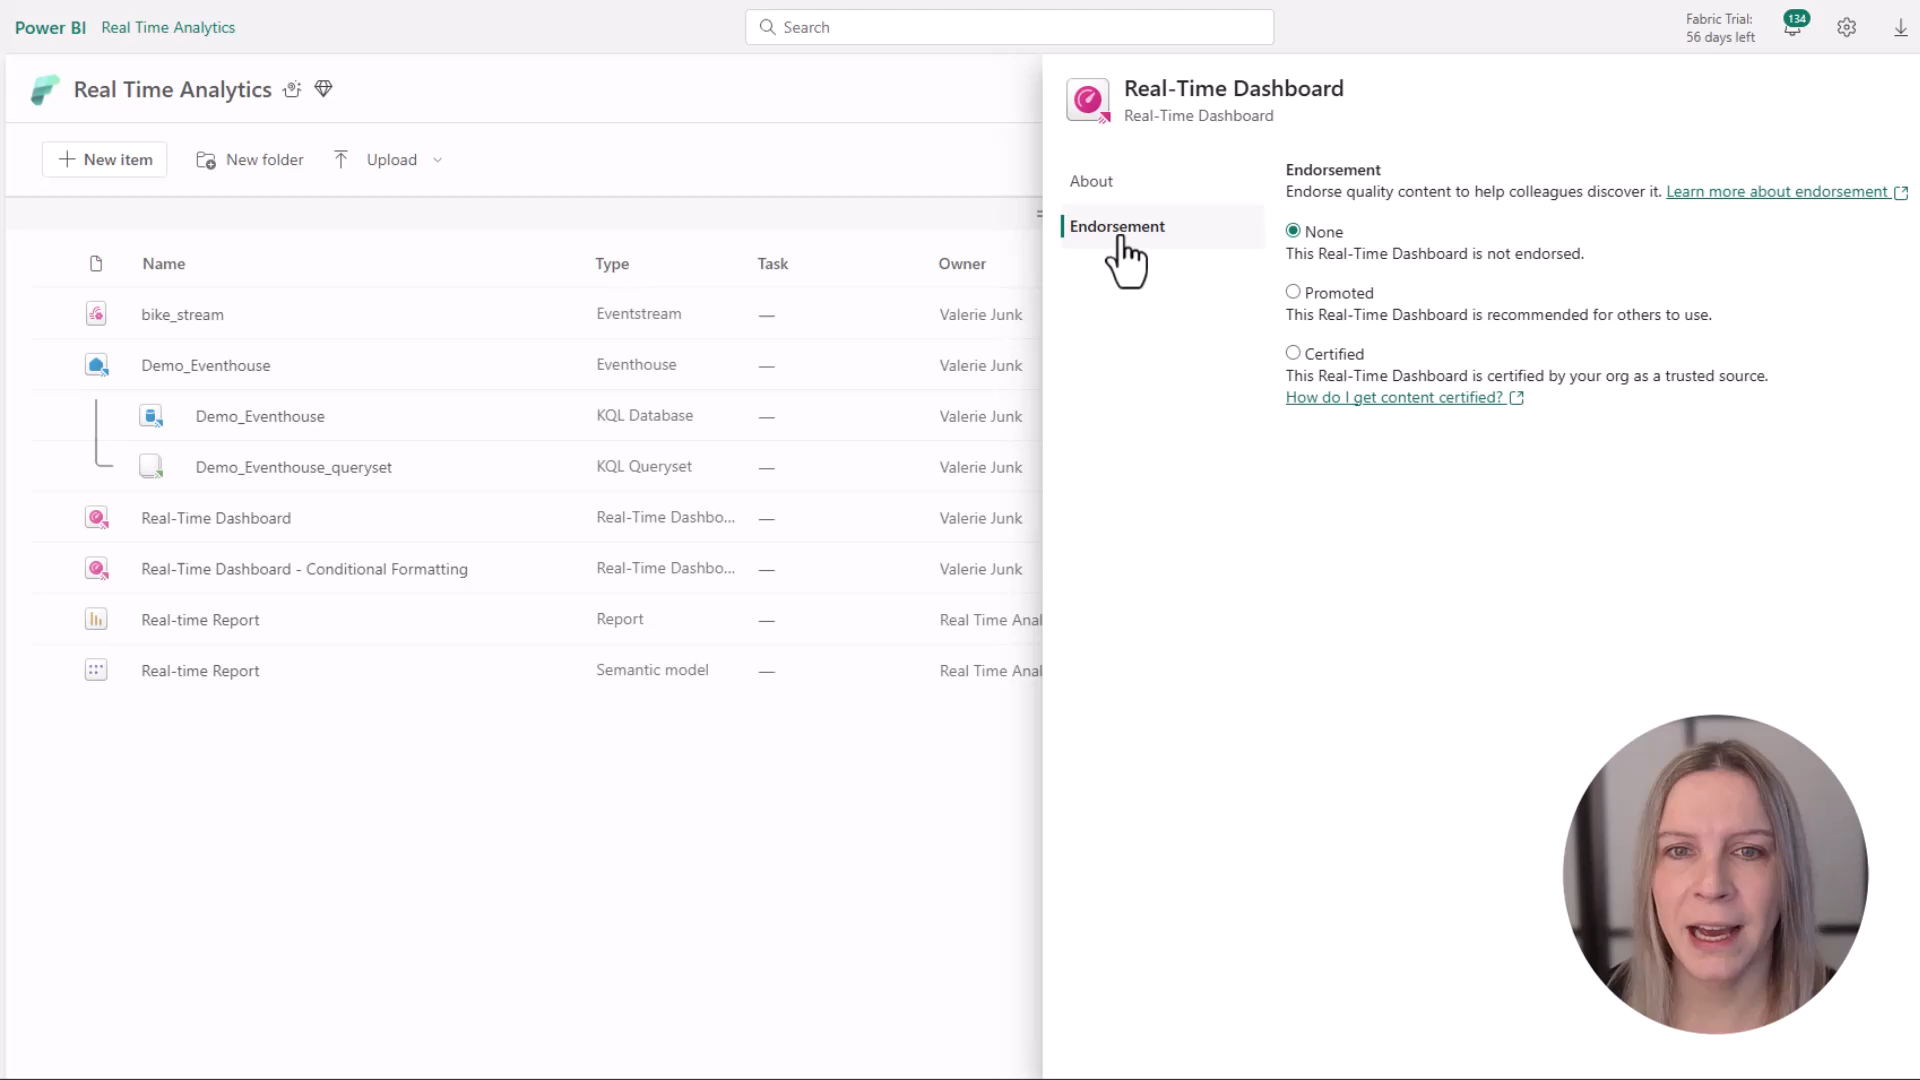 Power BI Real Time Analytics
Search
Fabric Trial:
56 days left
134
Real Time Analytics
New item
New folder
Upload
Name Type Task Owner
bike_stream Eventstream — Valerie Junk
Demo_Eventhouse Eventhouse — Valerie Junk
Demo_Eventhouse KQL Database — Valerie Junk
Demo_Eventhouse_queryset KQL Queryset — Valerie Junk
Real-Time Dashboard Real-Time Dashbo... — Valerie Junk
Real-Time Dashboard - Conditional Formatting Real-Time Dashbo... — Valerie Junk
Real-time Report Report — Real Time Anal
Real-time Report Semantic model — Real Time Anal
Real-Time Dashboard
Real-Time Dashboard
About
Endorsement
Endorsement
Endorse quality content to help colleagues discover it. Learn more about endorsement
None
This Real-Time Dashboard is not endorsed.
Promoted
This Real-Time Dashboard is recommended for others to use.
Certified
This Real-Time Dashboard is certified by your org as a trusted source.
How do I get content certified?